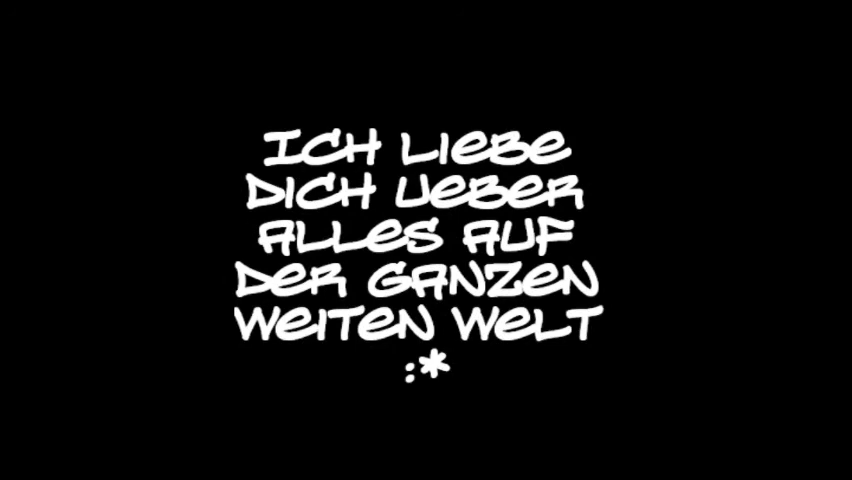 ICH LIEBE
DICH UEBER
ALLES AUF
DER GANZEN
WEITEN WELT
:*